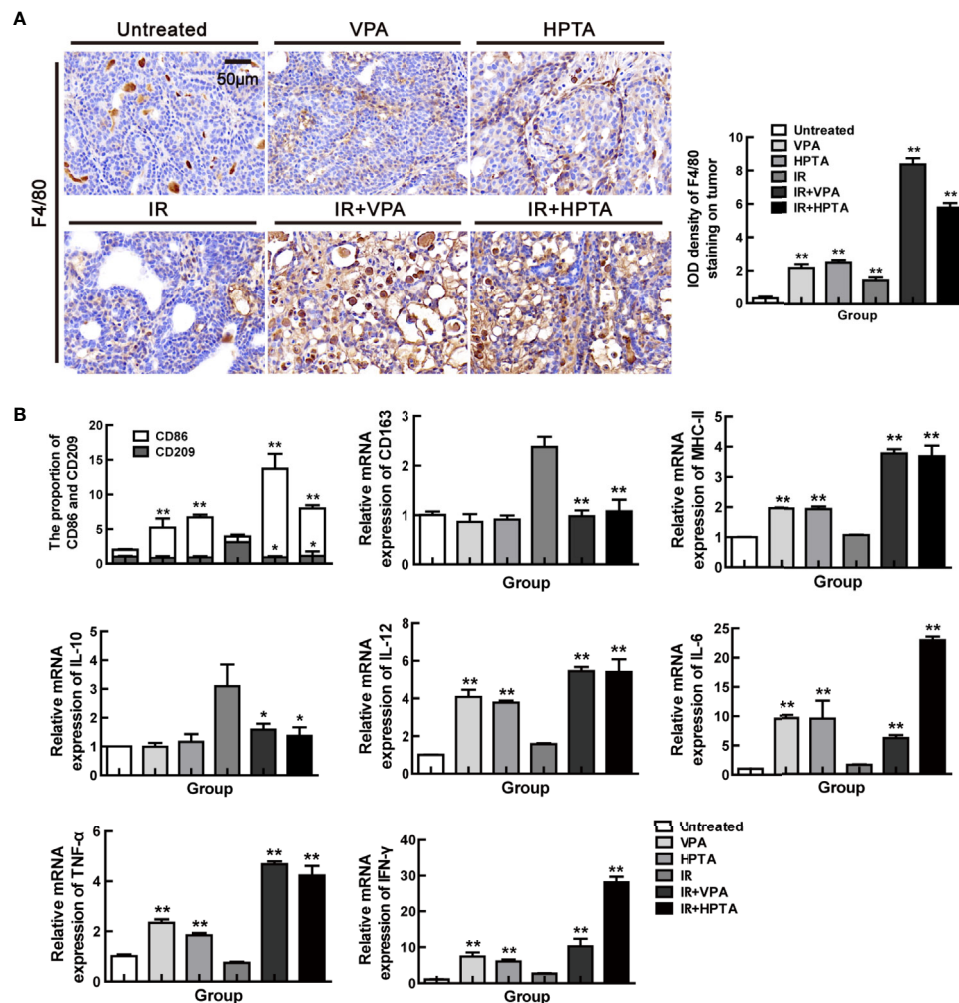 A
Untreated
VPA
HPTA
50μm
F4/80
IR
IR+VPA
IR+HPTA
IOD density of F4/80
staining on tumor
10
8
6
4
2
0
Untreated
VPA
HPTA
IR
IR+VPA
IR+HPTA
**
**
**
**
**
Group
B
The proportion of
CD86 and CD209
20
15
10
5
0
CD86
CD209
**
**
**
**
*
*
Relative mRNA
expression of CD163
3
2
1
0
**
**
Group
Relative mRNA
expression of MHC-II
5
4
3
2
1
0
**
**
**
**
Group
Relative mRNA
expression of IL-10
5
4
3
2
1
0
*
*
Group
Relative mRNA
expression of IL-12
8
6
4
2
0
**
**
**
**
Group
Relative mRNA
expression of IL-6
25
20
15
10
5
0
**
**
**
**
Group
Relative mRNA
expression of TNF-α
6
4
2
0
**
**
**
**
Group
Relative mRNA
expression of IFN-γ
40
30
20
10
0
**
**
**
**
Group
Untreated
VPA
HPTA
IR
IR+VPA
IR+HPTA